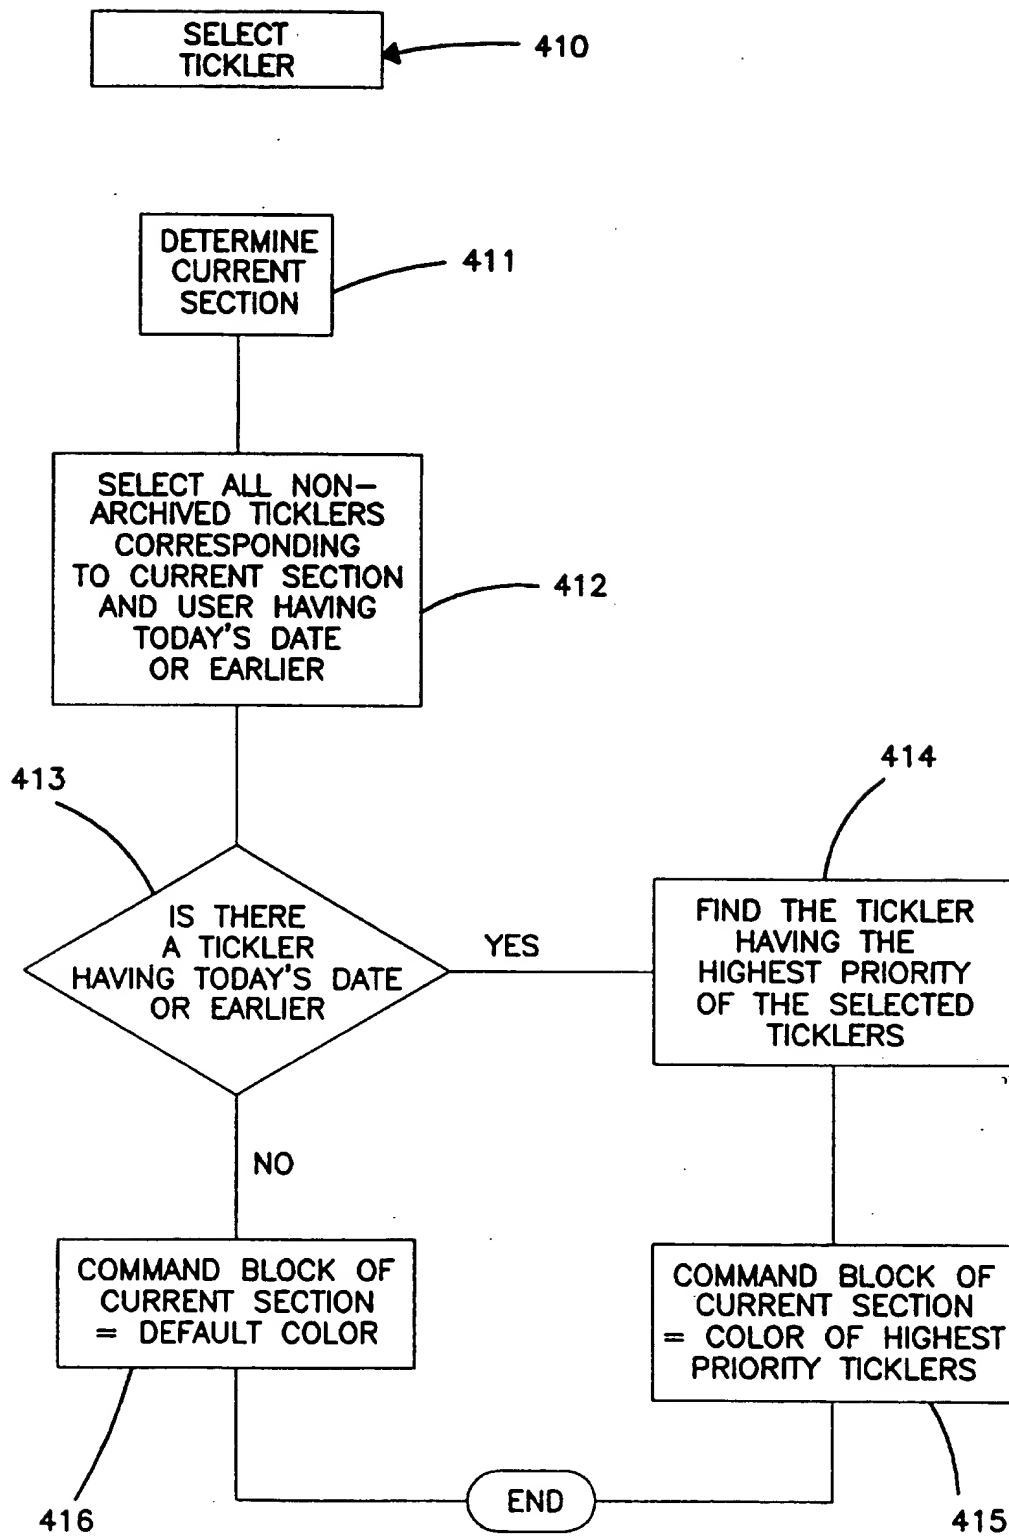 SELECT
TICKLER
410
DETERMINE
CURRENT
SECTION
411
SELECT ALL NON-
ARCHIVED TICKLERS
CORRESPONDING
TO CURRENT SECTION
AND USER HAVING
TODAY'S DATE
OR EARLIER
412
413
IS THERE
A TICKLER
HAVING TODAY'S DATE
OR EARLIER
YES
414
FIND THE TICKLER
HAVING THE
HIGHEST PRIORITY
OF THE SELECTED
TICKLERS
NO
COMMAND BLOCK OF
CURRENT SECTION
= DEFAULT COLOR
COMMAND BLOCK OF
CURRENT SECTION
= COLOR OF HIGHEST
PRIORITY TICKLERS
END
416
415